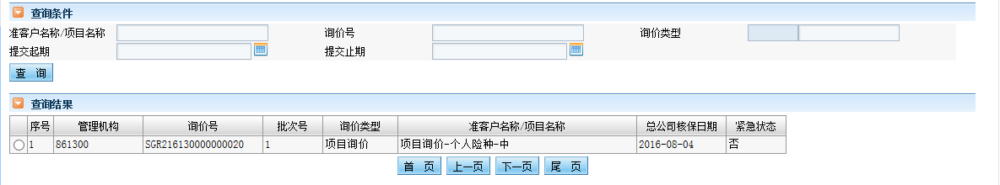 查询条件
准客户名称/项目名称 询价号 询价类型
提交起期 提交止期
查 询
查询结果
序号 管理机构 询价号 批次号 询价类型 准客户名称/项目名称 总公司核保日期 紧急状态
1 861300 SGR216130000000020 1 项目询价 项目询价-个人险种-中 2016-08-04 否
首 页 上一页 下一页 尾 页